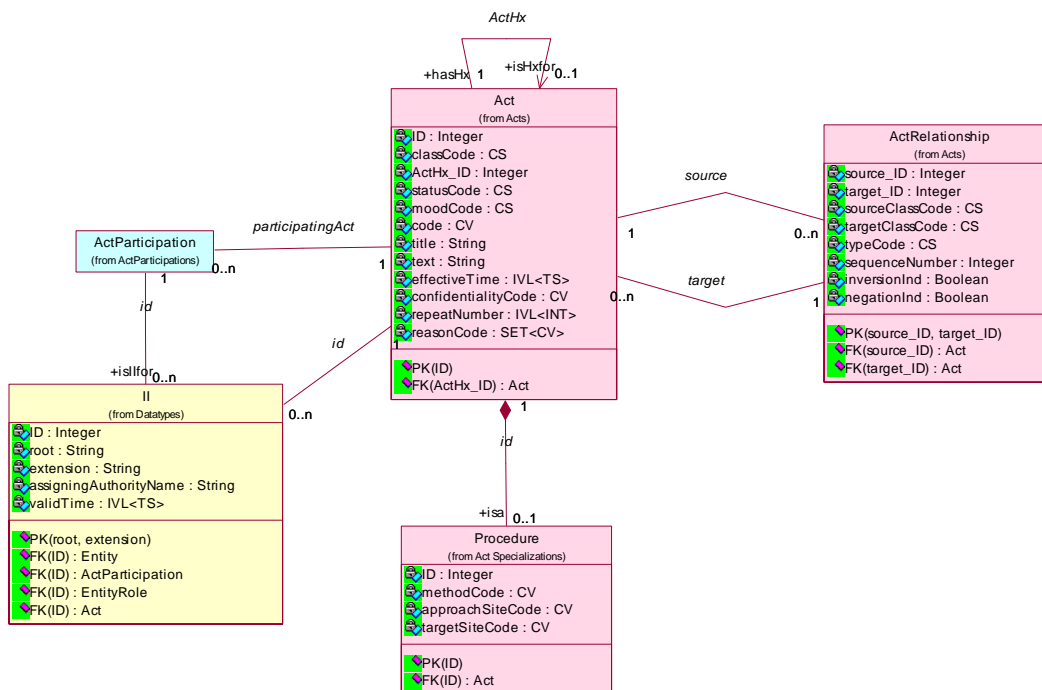 ActHx
+hasHx
1
+isHxfor
0..1
Act
(from Acts)
ID : Integer
classCode : CS
ActHx_ID : Integer
statusCode : CS
moodCode : CS
code : CV
title : String
text : String
effectiveTime : IVL<TS>
confidentialityCode : CV
repeatNumber : IVL<INT>
reasonCode : SET<CV>
PK(ID)
FK(ActHx_ID) : Act
ActRelationship
(from Acts)
source_ID : Integer
target_ID : Integer
sourceClassCode : CS
targetClassCode : CS
typeCode : CS
sequenceNumber : Integer
inversionInd : Boolean
negationInd : Boolean
PK(source_ID, target_ID)
FK(source_ID) : Act
FK(target_ID) : Act
source
1
0..n
target
0..n
1
ActParticipation
(from ActParticipations)
participatingAct
0..n
1
1
id
+isIIfor
0..n
id
1
0..n
II
(from Datatypes)
ID : Integer
root : String
extension : String
assigningAuthorityName : String
validTime : IVL<TS>
PK(root, extension)
FK(ID) : Entity
FK(ID) : ActParticipation
FK(ID) : EntityRole
FK(ID) : Act
1
id
+isa
0..1
Procedure
(from Act Specializations)
ID : Integer
methodCode : CV
approachSiteCode : CV
targetSiteCode : CV
PK(ID)
FK(ID) : Act